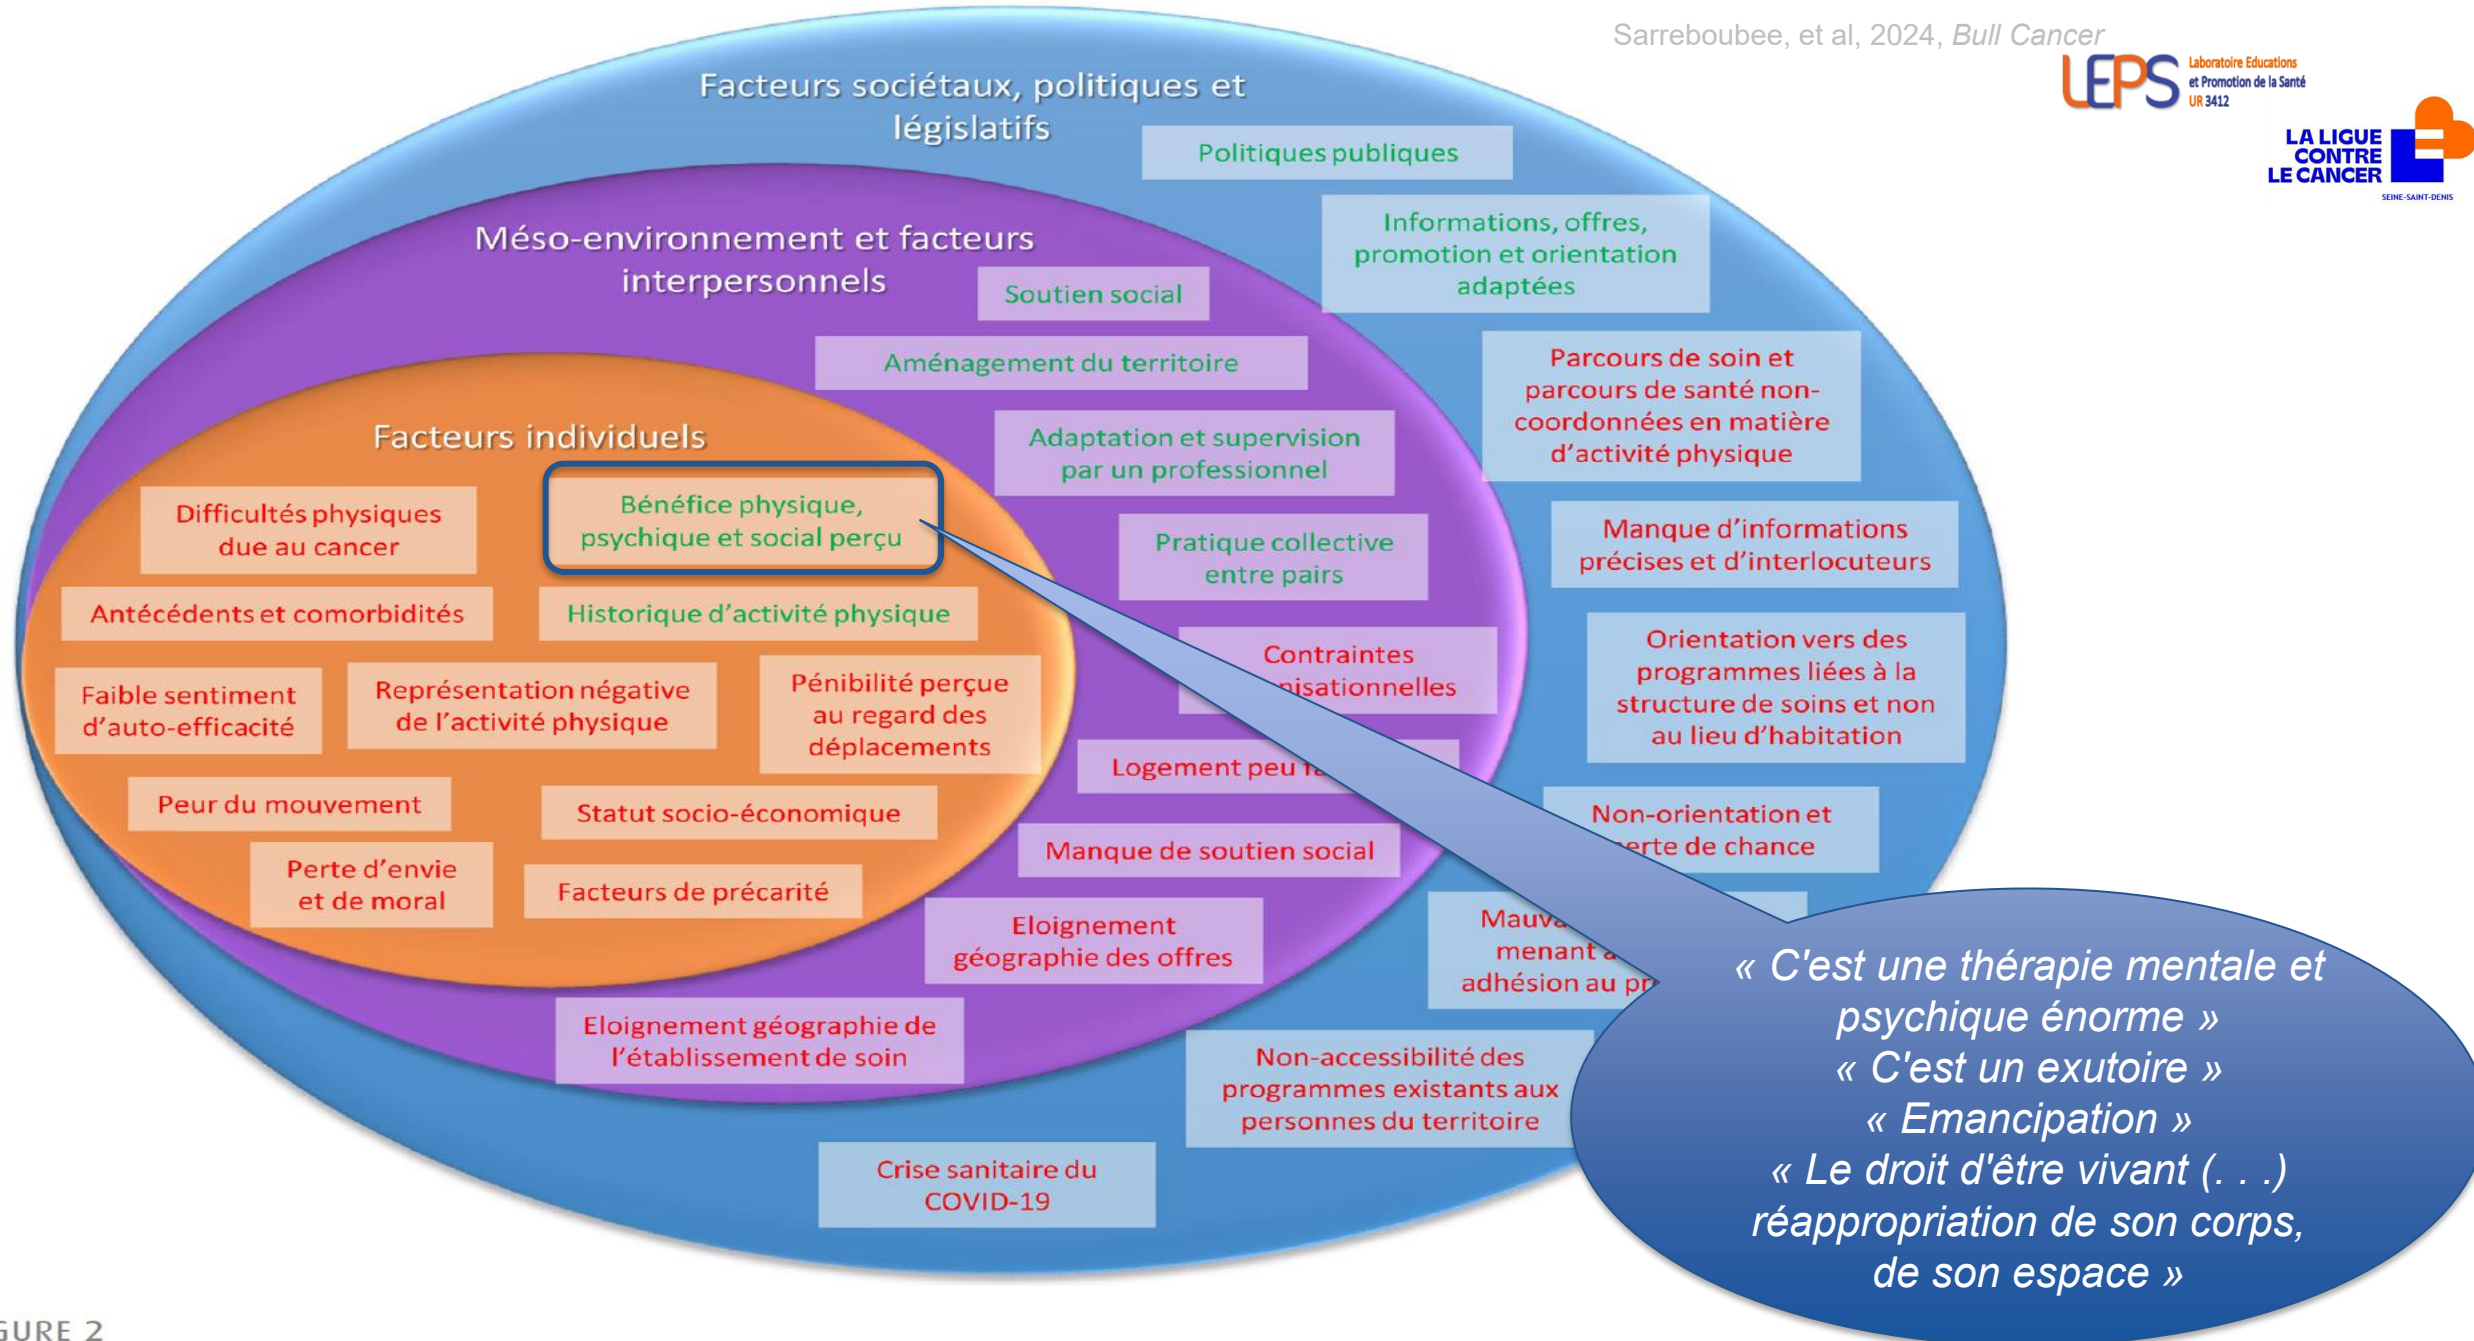 Sarreboubee, et al, 2024, Bull Cancer
LEPS
Laboratoire Educations
et Promotion de la Santé
UR 3412
LA LIGUE
CONTRE
LE CANCER
SEINE-SAINT-DENIS
Facteurs sociétaux, politiques et
législatifs
Politiques publiques
Informations, offres,
promotion et orientation
adaptées
Parcours de soin et
parcours de santé non-
coordonnées en matière
d'activité physique
Manque d'informations
précises et d'interlocuteurs
Orientation vers des
programmes liées à la
structure de soins et non
au lieu d'habitation
Non-orientation et
perte de chance
menant
adhésion au
Non-accessibilité des
programmes existants aux
personnes du territoire
Crise sanitaire du
COVID-19
Méso-environnement et facteurs
interpersonnels
Soutien social
Aménagement du territoire
Adaptation et supervision
par un professionnel
Pratique collective
entre pairs
Contraintes
nisationnelles
Logement peu
Manque de soutien social
Eloignement
géographie des offres
Eloignement géographie de
l'établissement de soin
Facteurs individuels
Difficultés physiques
due au cancer
Bénéfice physique,
psychique et social perçu
Antécédents et comorbidités
Historique d'activité physique
Faible sentiment
d'auto-efficacité
Représentation négative
de l'activité physique
Pénibilité perçue
au regard des
déplacements
Peur du mouvement
Statut socio-économique
Perte d'envie
et de moral
Facteurs de précarité
« C'est une thérapie mentale et
psychique énorme »
« C'est un exutoire »
« Emancipation »
« Le droit d'être vivant (. . .)
réappropriation de son corps,
de son espace »
GURE 2